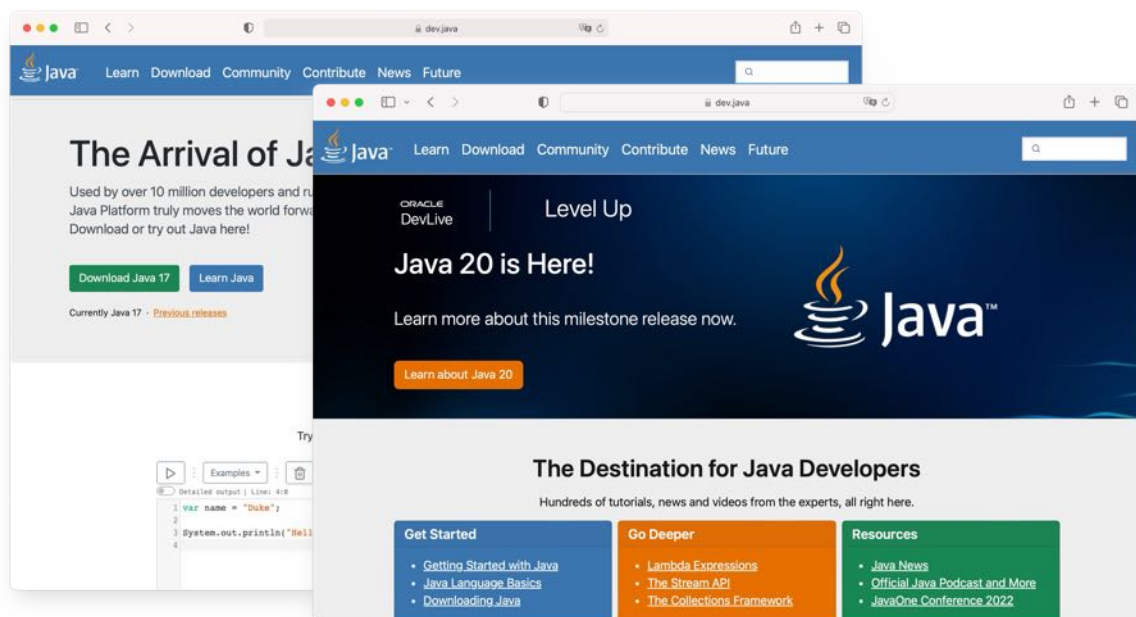 dev.java
Java
Learn Download Community Contribute News Future
The Arrival of Ja
Used by over 10 million developers and ru
Java Platform truly moves the world forwa
Download or try out Java here!
Download Java 17
Learn Java
Currently Java 17 · Previous releases
Try
Examples
Detailed output | Line: 4:0
1 var name = "Duke";
2
3 System.out.println("Hell
4
dev.java
Java
Learn Download Community Contribute News Future
ORACLE
DevLive
Level Up
Java 20 is Here!
Learn more about this milestone release now.
Learn about Java 20
Java™
The Destination for Java Developers
Hundreds of tutorials, news and videos from the experts, all right here.
Get Started
• Getting Started with Java
• Java Language Basics
• Downloading Java
Go Deeper
• Lambda Expressions
• The Stream API
• The Collections Framework
Resources
• Java News
• Official Java Podcast and More
• JavaOne Conference 2022